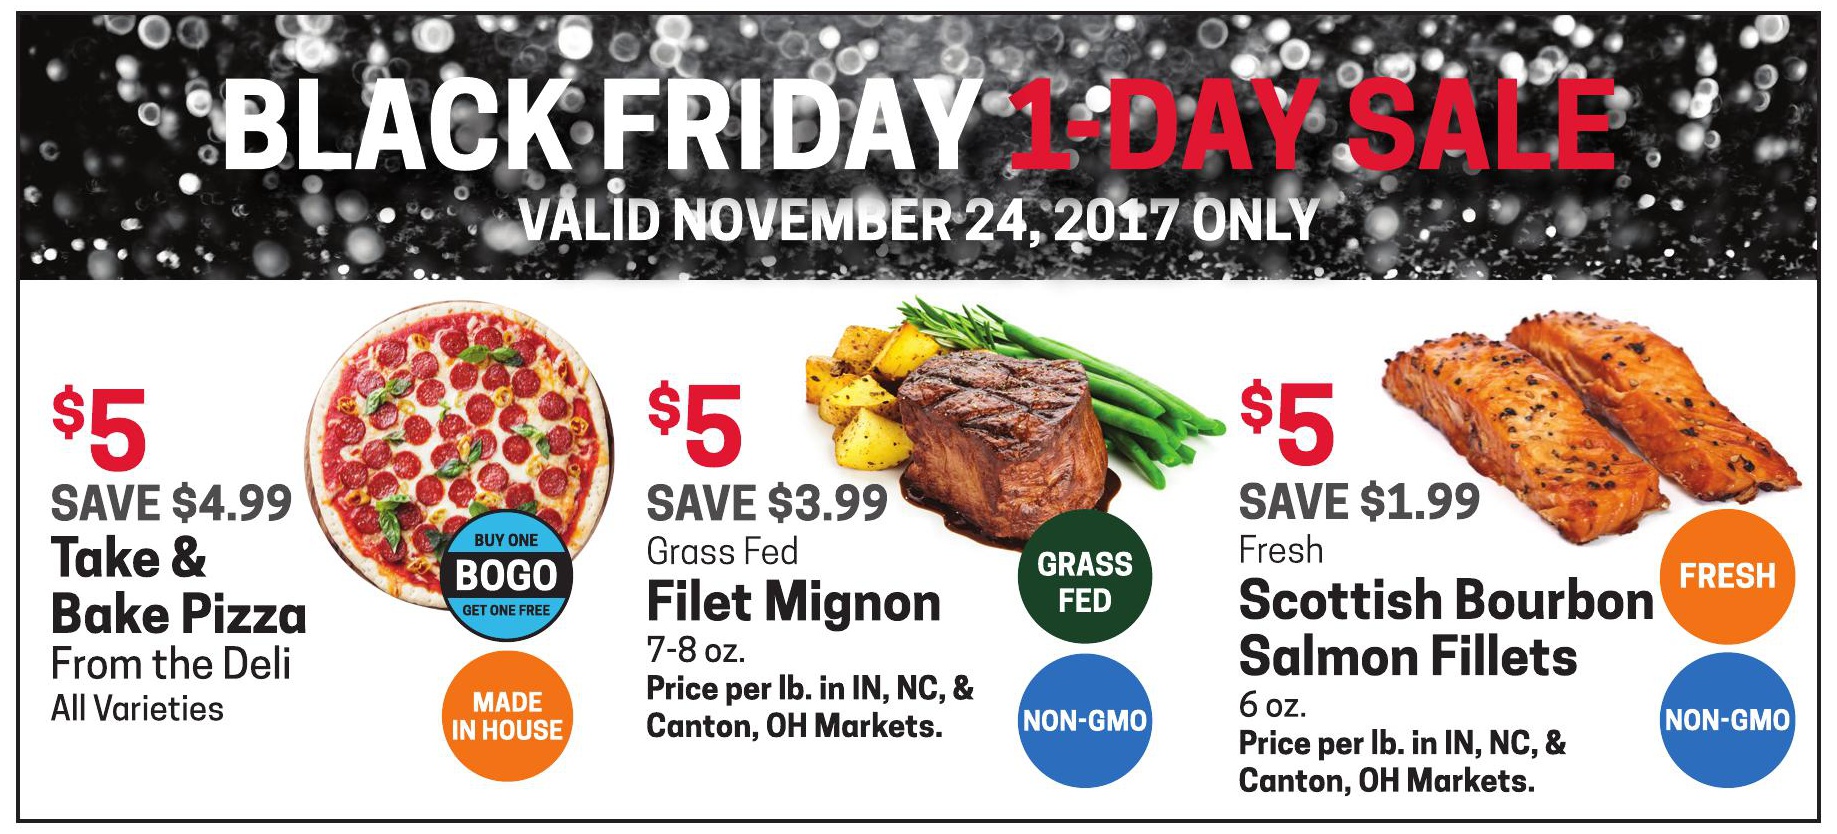 BLACK FRIDAY 1-DAY SALE
VALID NOVEMBER 24, 2017 ONLY
$5
SAVE $4.99
Take &
Bake Pizza
From the Deli
All Varieties
BUY ONE
BOGO
GET ONE FREE
MADE
IN HOUSE
$5
SAVE $3.99
Grass Fed
Filet Mignon
7-8 oz.
Price per lb. in IN, NC, &
Canton, OH Markets.
GRASS
FED
NON-GMO
$5
SAVE $1.99
Fresh
Scottish Bourbon
Salmon Fillets
6 oz.
Price per lb. in IN, NC, &
Canton, OH Markets.
FRESH
NON-GMO